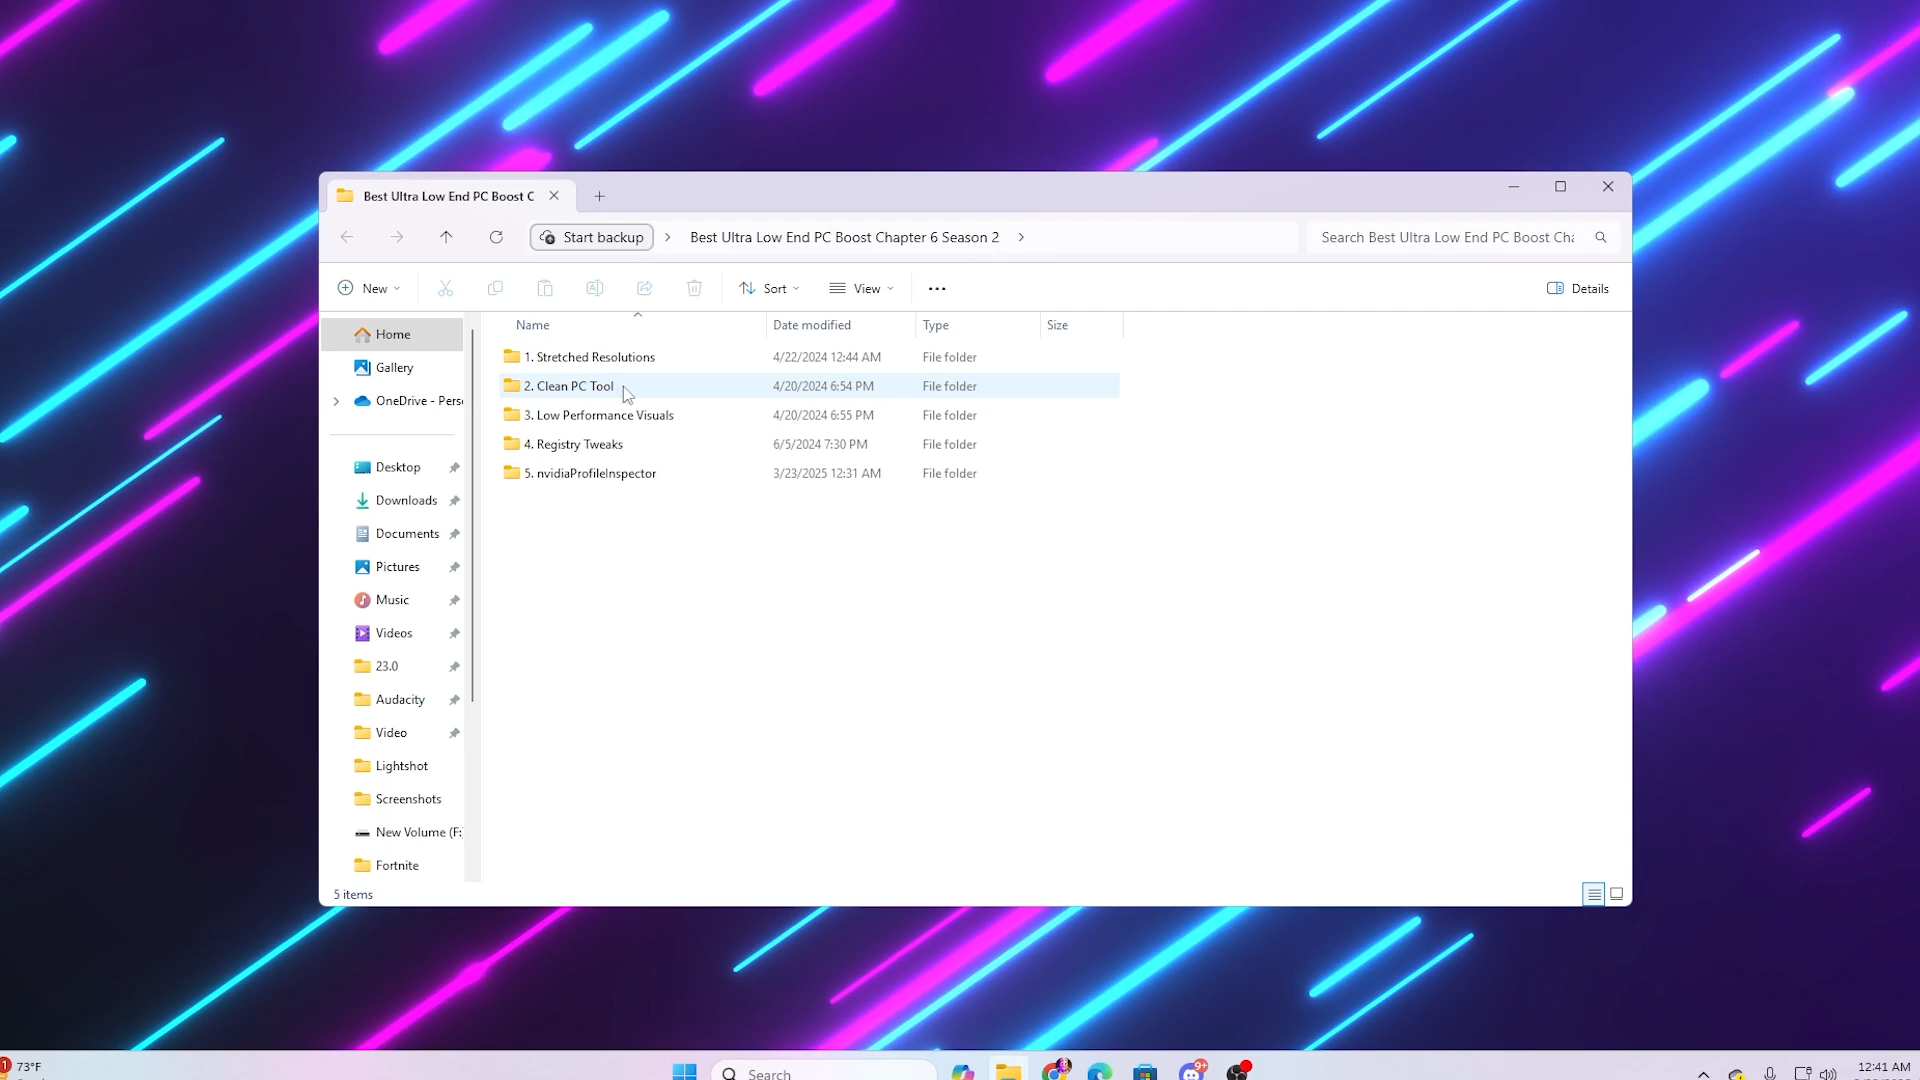 Best Ultra Low End PC Boost C
Start backup
Best Ultra Low End PC Boost Chapter 6 Season 2
Search Best Ultra Low End PC Boost Cha
New
Sort
View
Details
Name
Date modified
Type
Size
Home
Gallery
OneDrive - Perso
Desktop
Downloads
Documents
Pictures
Music
Videos
23.0
Audacity
Video
Lightshot
Screenshots
New Volume (F:)
Fortnite
1. Stretched Resolutions 4/22/2024 12:44 AM File folder
2. Clean PC Tool 4/20/2024 6:54 PM File folder
3. Low Performance Visuals 4/20/2024 6:55 PM File folder
4. Registry Tweaks 6/5/2024 7:30 PM File folder
5. nvidiaProfileInspector 3/23/2025 12:31 AM File folder
5 items
1
73°F
Search
9+
12:41 AM